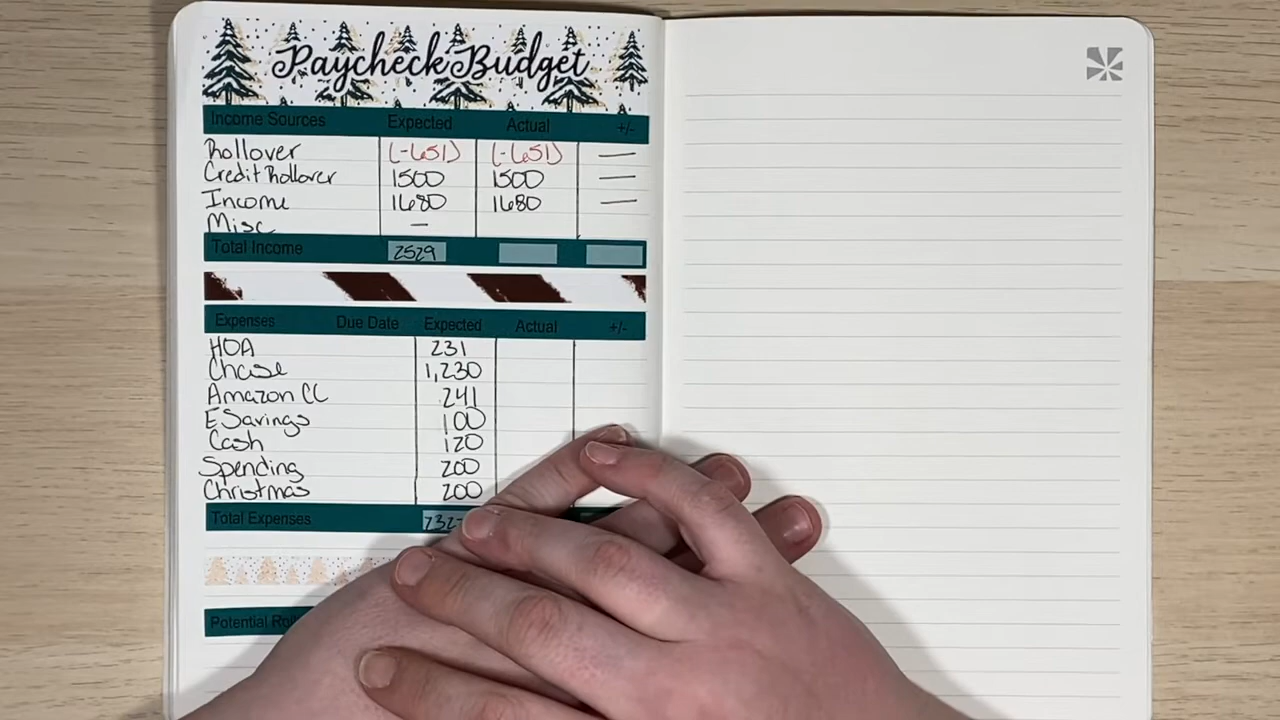 Paycheck Budget
Income Sources Expected Actual +/-
Rollover (-651) (-651) —
Credit Rollover 1500 1500 —
Income 1680 1680 —
Misc —
Total Income 2529
Expenses Due Date Expected Actual +/-
HOA 231
Chase 1,230
Amazon CC 241
E Savings 100
Cash 120
Spending 200
Christmas 200
Total Expenses
Potential